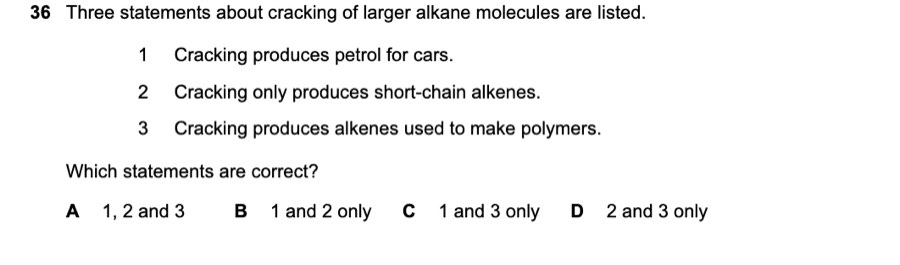 36 Three statements about cracking of larger alkane molecules are listed.
1 Cracking produces petrol for cars.
2 Cracking only produces short-chain alkenes.
3 Cracking produces alkenes used to make polymers.
Which statements are correct?
A 1, 2 and 3 B 1 and 2 only C 1 and 3 only D 2 and 3 only